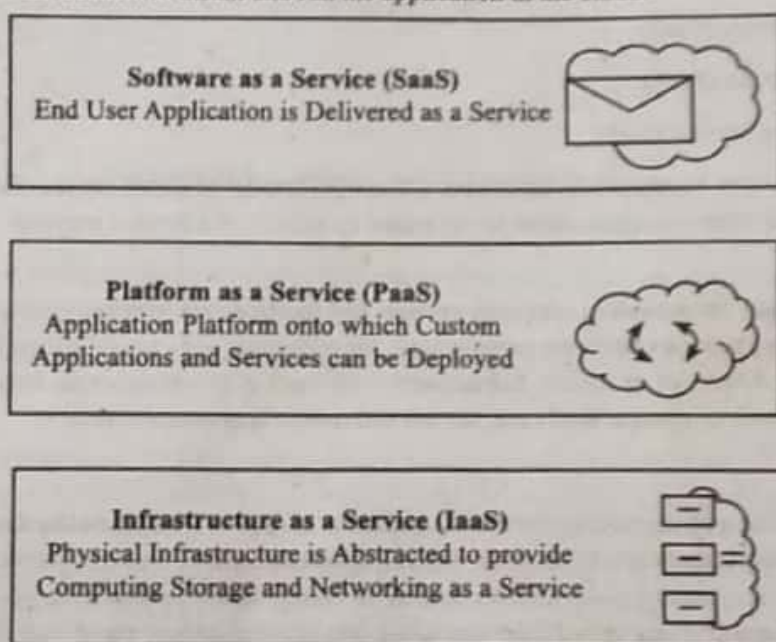 Software as a Service (SaaS)
End User Application is Delivered as a Service
Platform as a Service (PaaS)
Application Platform onto which Custom
Applications and Services can be Deployed
Infrastructure as a Service (IaaS)
Physical Infrastructure is Abstracted to provide
Computing Storage and Networking as a Service